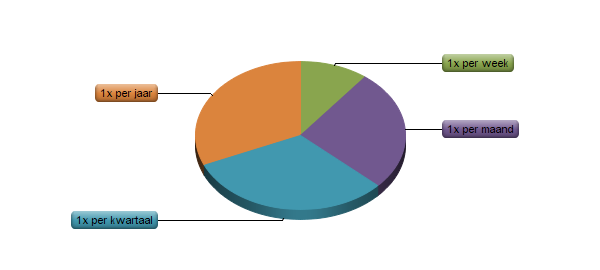 1x per week
1x per jaar
1x per maand
1x per kwartaal